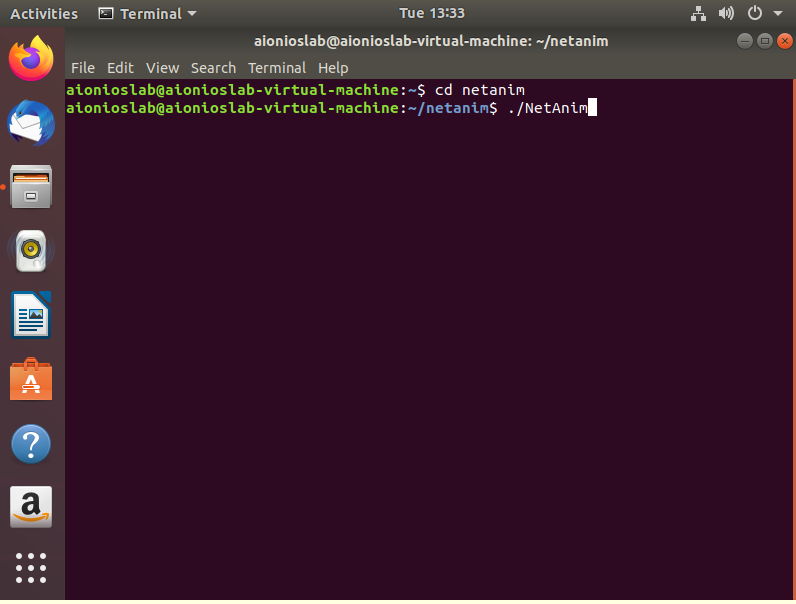 Activities Terminal Tue 13:33
aionioslab@aionioslab-virtual-machine: ~/netanim
File Edit View Search Terminal Help
aionioslab@aionioslab-virtual-machine:~$ cd netanim
aionioslab@aionioslab-virtual-machine:~/netanim$ ./NetAnim